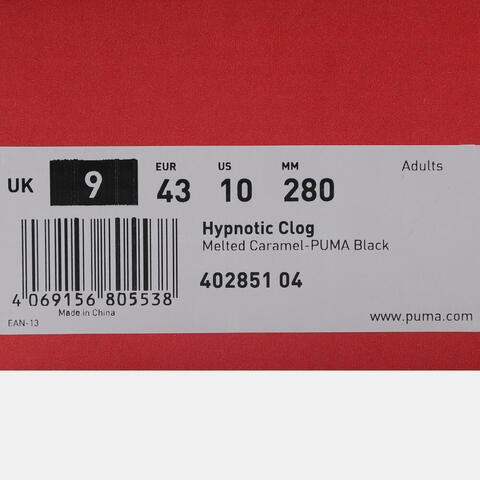 EUR US MM Adults
UK 9 43 10 280
Hypnotic Clog
Melted Caramel-PUMA Black
402851 04
4 069156 805538
Made in China
EAN-13
www.puma.com